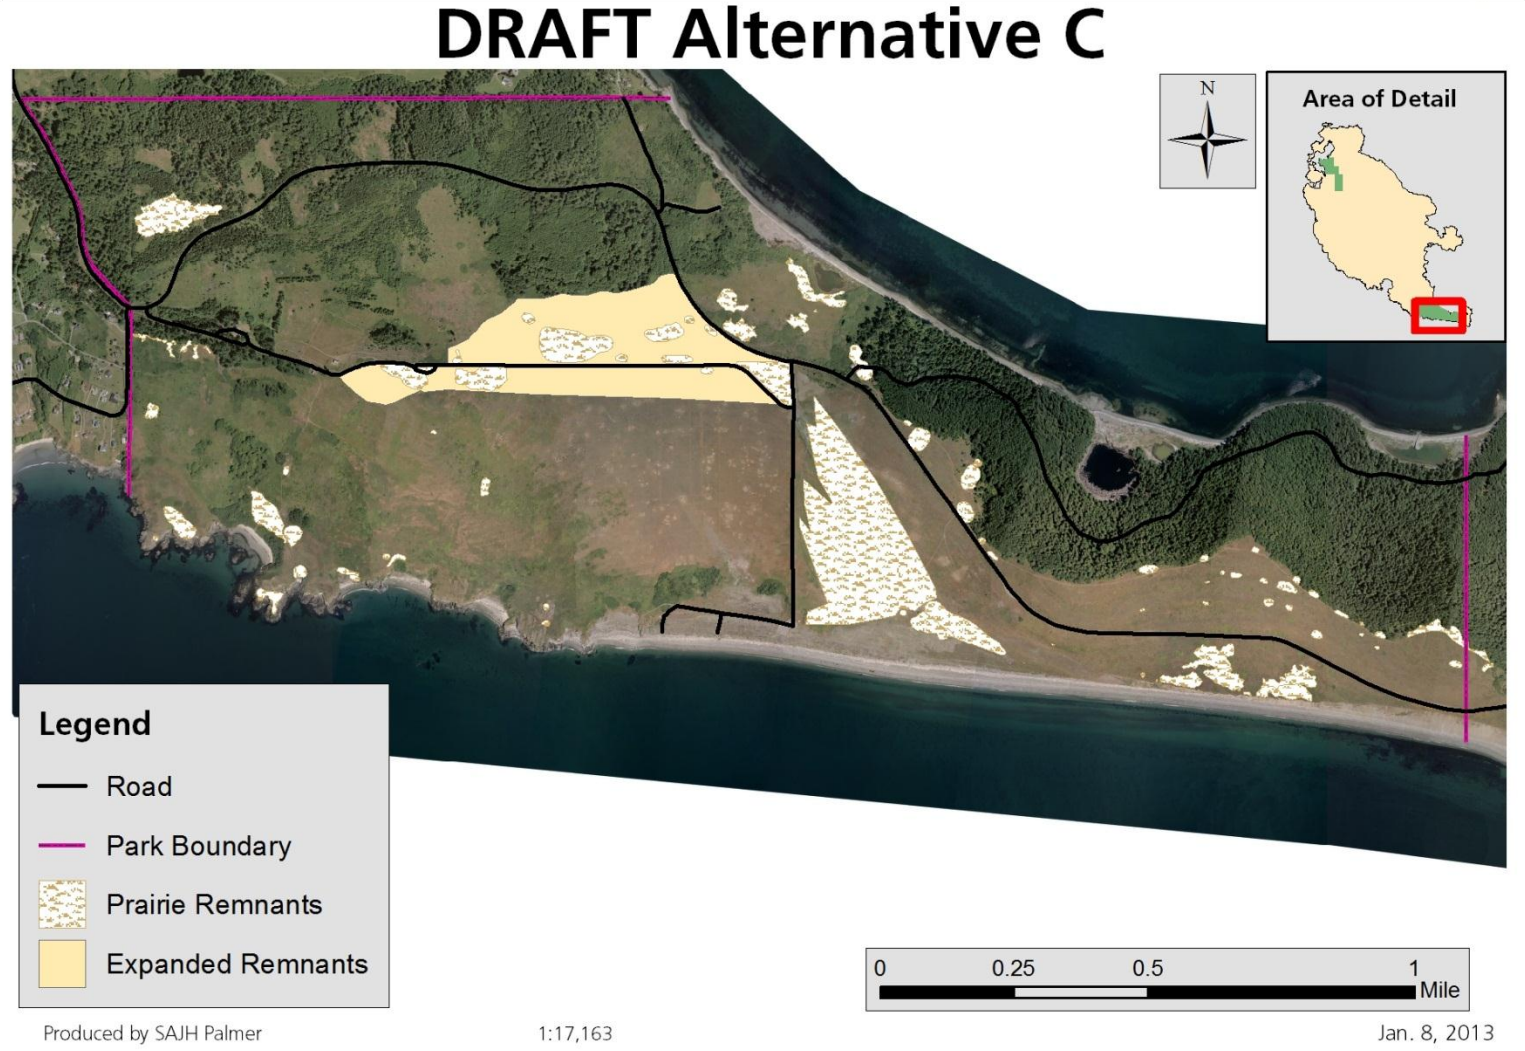 DRAFT Alternative C
N
Area of Detail
Legend
Road
Park Boundary
Prairie Remnants
Expanded Remnants
0 0.25 0.5 1
Mile
Produced by SAJH Palmer 1:17,163 Jan. 8, 2013